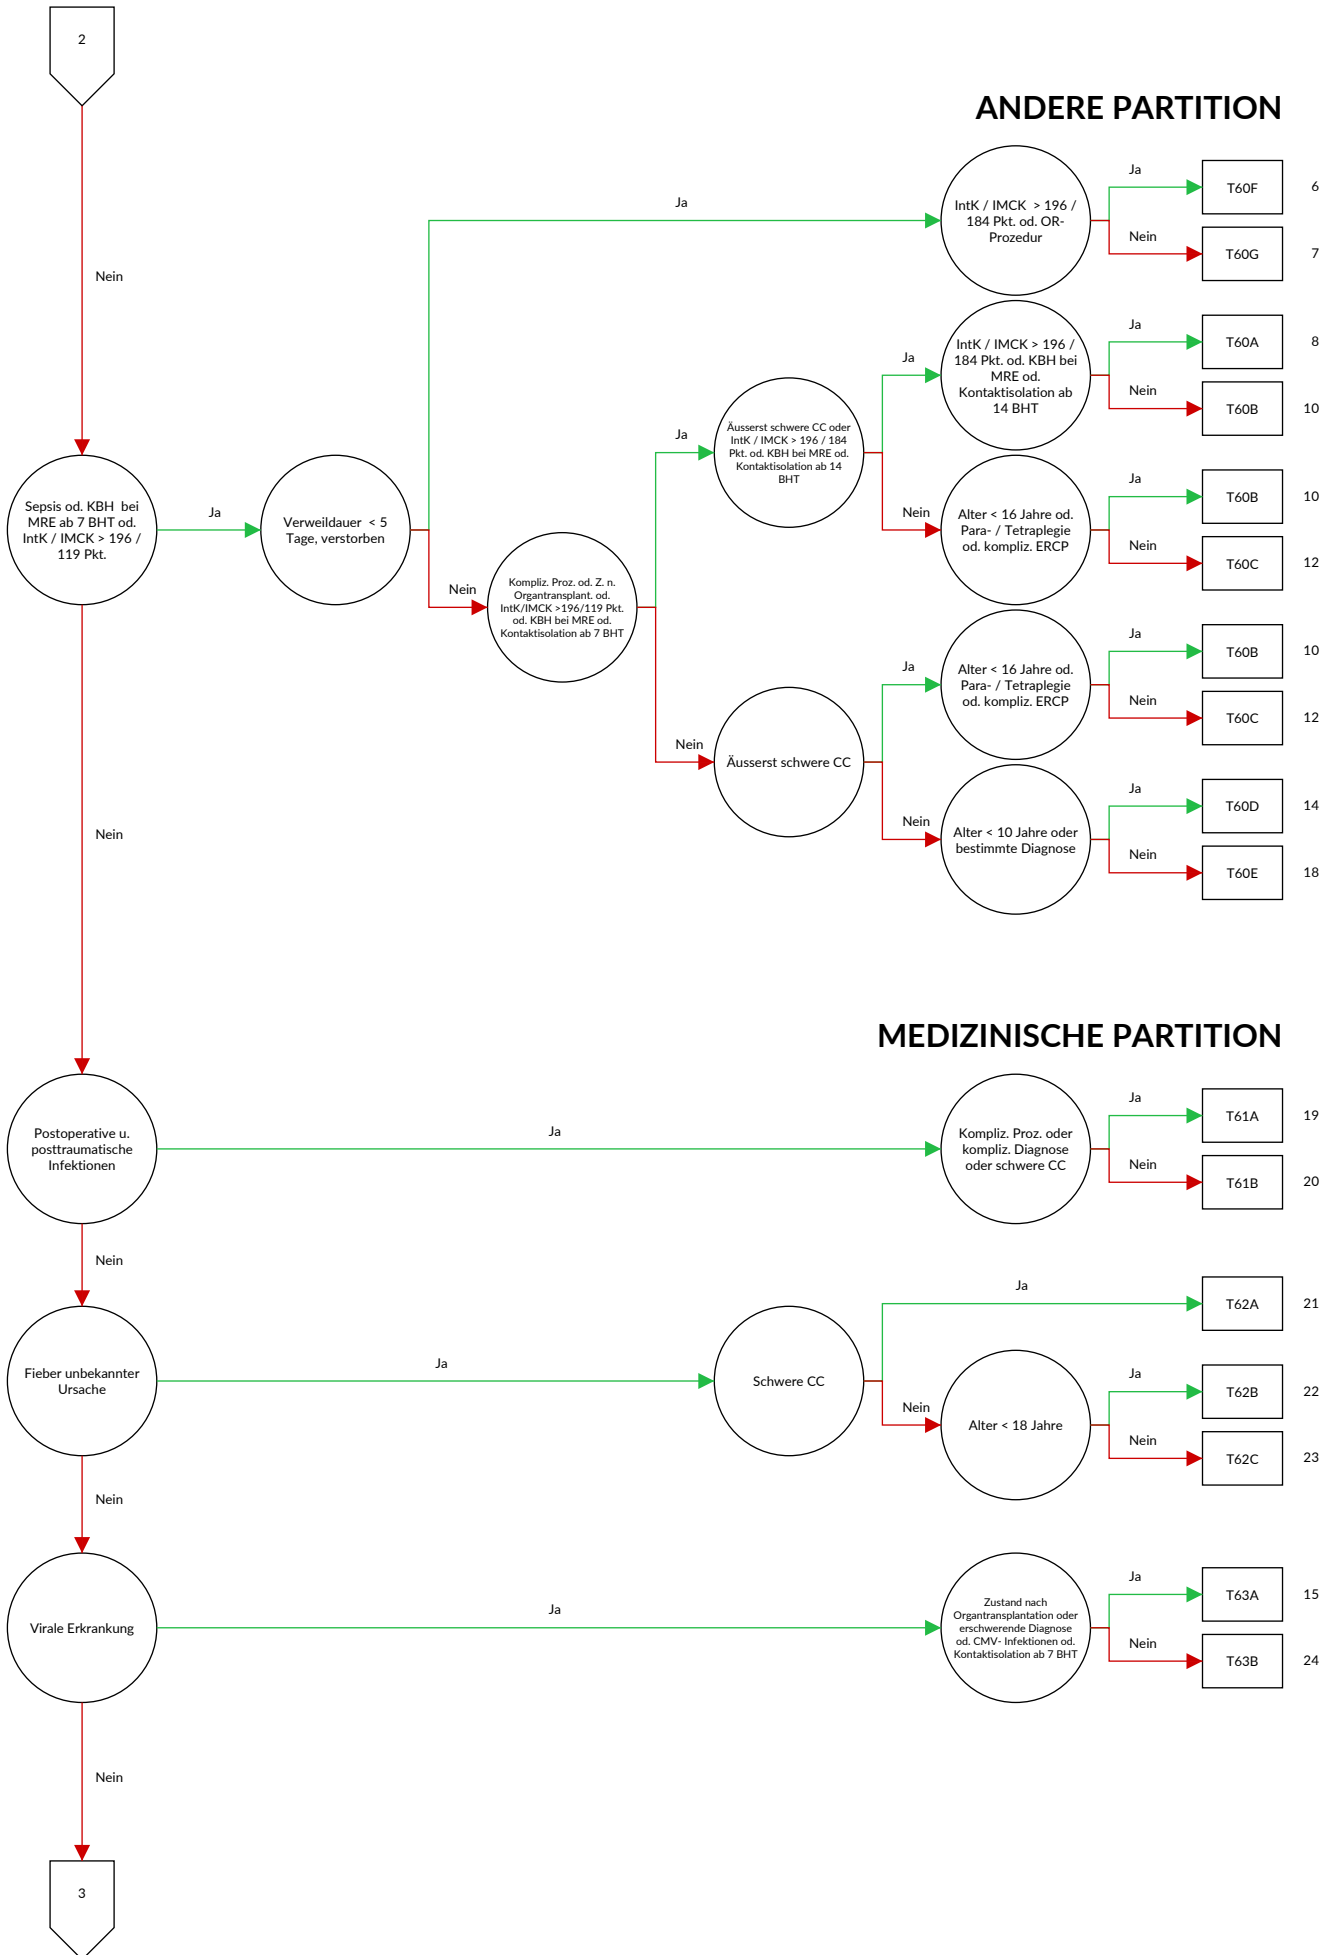 2
ANDERE PARTITION
Ja
IntK / IMCK > 196 /
184 Pkt. od. OR-
Prozedur
Ja
T60F
6
Nein
T60G
7
Nein
IntK / IMCK > 196 /
184 Pkt. od. KBH bei
MRE od.
Kontaktisolation ab
14 BHT
Ja
T60A
8
Nein
T60B
10
Ja
Äusserst schwere CC oder
IntK / IMCK > 196 / 184
Pkt. od. KBH bei MRE od.
Kontaktisolation ab 14
BHT
Ja
Nein
Alter < 16 Jahre od.
Para- / Tetraplegie
od. kompliz. ERCP
Ja
T60B
10
Nein
T60C
12
Sepsis od. KBH bei
MRE ab 7 BHT od.
IntK / IMCK > 196 /
119 Pkt.
Ja
Verweildauer < 5
Tage, verstorben
Nein
Kompliz. Proz. od. Z. n.
Organtransplant. od.
IntK/IMCK >196/119 Pkt.
od. KBH bei MRE od.
Kontaktisolation ab 7 BHT
Ja
Alter < 16 Jahre od.
Para- / Tetraplegie
od. kompliz. ERCP
Ja
T60B
10
Nein
T60C
12
Nein
Äusserst schwere CC
Nein
Alter < 10 Jahre oder
bestimmte Diagnose
Ja
T60D
14
Nein
T60E
18
Nein
MEDIZINISCHE PARTITION
Postoperative u.
posttraumatische
Infektionen
Ja
Kompliz. Proz. oder
kompliz. Diagnose
oder schwere CC
Ja
T61A
19
Nein
T61B
20
Nein
Fieber unbekannter
Ursache
Ja
Schwere CC
Ja
T62A
21
Nein
Alter < 18 Jahre
Ja
T62B
22
Nein
T62C
23
Nein
Virale Erkrankung
Ja
Zustand nach
Organtransplantation oder
erschwerende Diagnose
od. CMV- Infektionen od.
Kontaktisolation ab 7 BHT
Ja
T63A
15
Nein
T63B
24
Nein
3